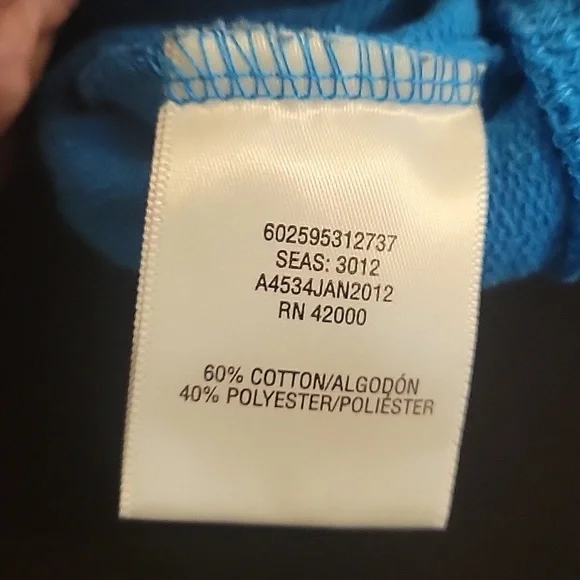 602595312737
SEAS: 3012
A4534JAN2012
RN 42000
60% COTTON/ALGODÓN
40% POLYESTER/POLIÉSTER